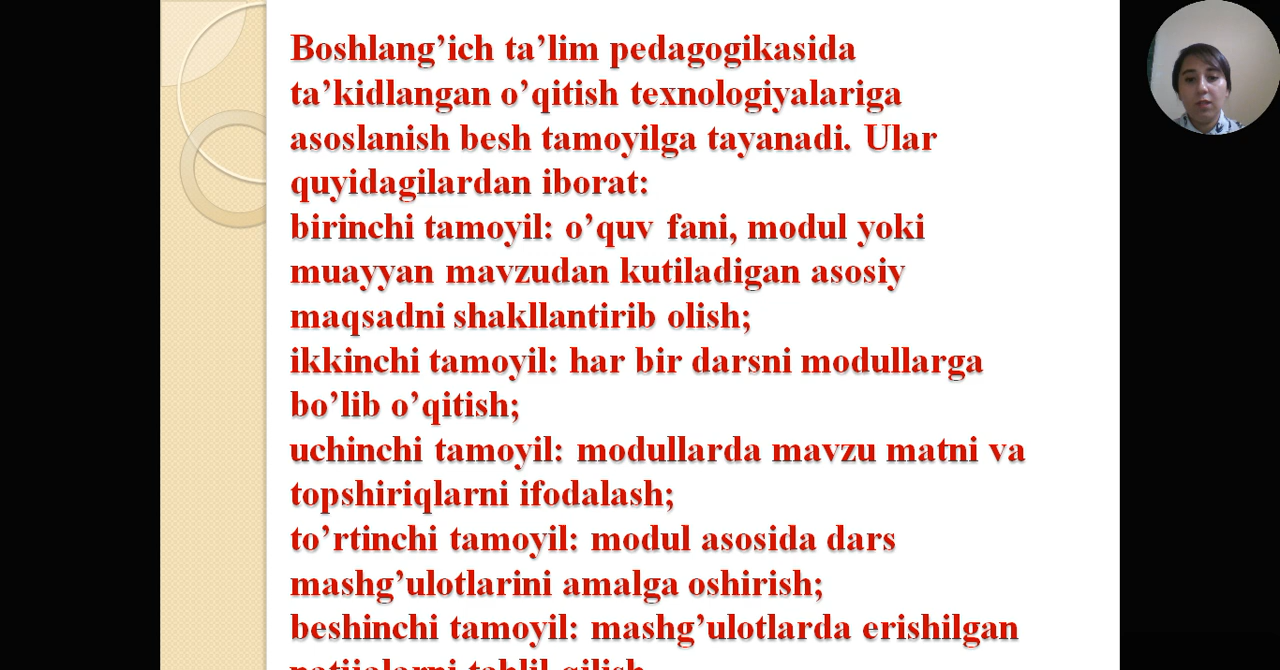 Boshlang’ich ta’lim pedagogikasida
ta’kidlangan o’qitish texnologiyalariga
asoslanish besh tamoyilga tayanadi. Ular
quyidagilardan iborat:
birinchi tamoyil: o’quv fani, modul yoki
muayyan mavzudan kutiladigan asosiy
maqsadni shakllantirib olish;
ikkinchi tamoyil: har bir darsni modullarga
bo’lib o’qitish;
uchinchi tamoyil: modullarda mavzu matni va
topshiriqlarni ifodalash;
to’rtinchi tamoyil: modul asosida dars
mashg’ulotlarini amalga oshirish;
beshinchi tamoyil: mashg’ulotlarda erishilgan
natijalarni tahlil qilish